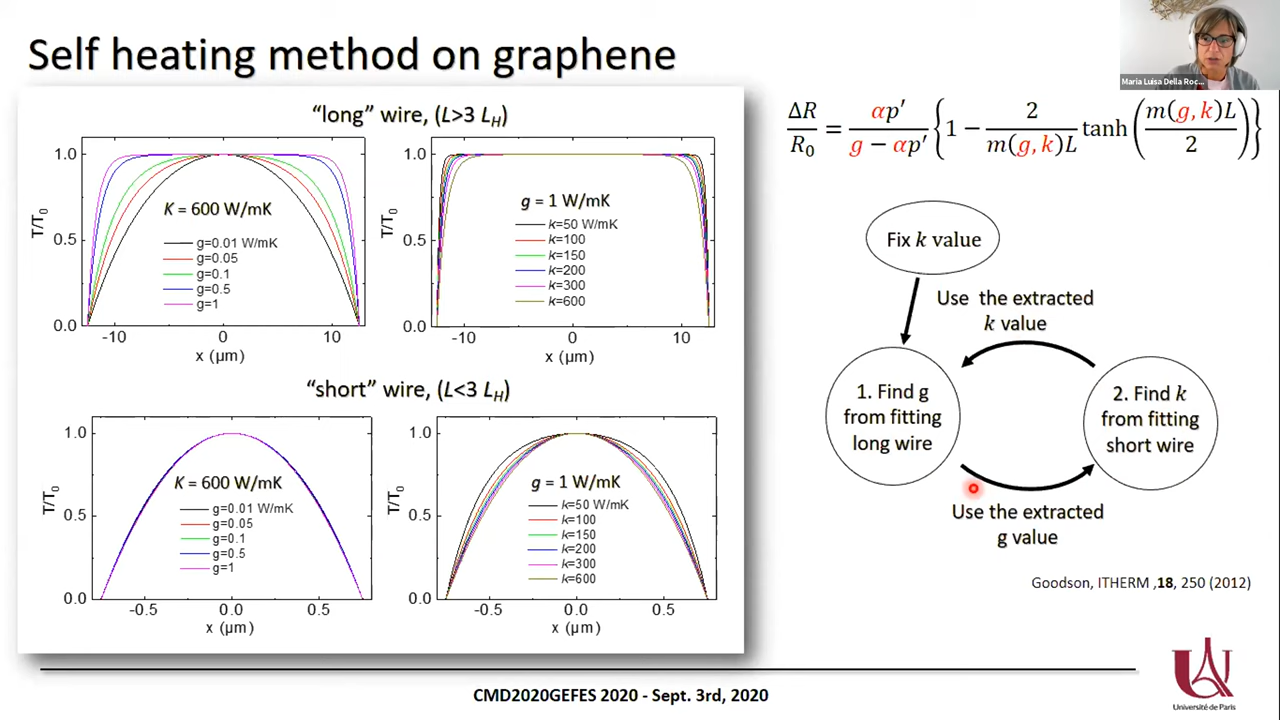 Self heating method on graphene
Maria Luisa Della Roc...
"long" wire, (L>3 L_H)
1.0
0.5
0.0
T/T₀
K = 600 W/mK
g=0.01 W/mK
g=0.05
g=0.1
g=0.5
g=1
-10
0
10
x (µm)
1.0
0.5
0.0
T/T₀
g = 1 W/mK
k=50 W/mK
k=100
k=150
k=200
k=300
k=600
-10
0
10
x (µm)
"short" wire, (L<3 L_H)
1.0
0.5
0.0
T/T₀
K = 600 W/mK
g=0.01 W/mK
g=0.05
g=0.1
g=0.5
g=1
-0.5
0.0
0.5
x (µm)
1.0
0.5
0.0
T/T₀
g = 1 W/mK
k=50 W/mK
k=100
k=150
k=200
k=300
k=600
-0.5
0.0
0.5
x (µm)
ΔR/R₀ = αp′/(g − αp′) {1 − 2/(m(g, k)L) tanh (m(g, k)L/2)}
Fix k value
Use the extracted
k value
1. Find g
from fitting
long wire
2. Find k
from fitting
short wire
Use the extracted
g value
Goodson, ITHERM ,18, 250 (2012)
CMD2020GEFES 2020 - Sept. 3rd, 2020
Université de Paris